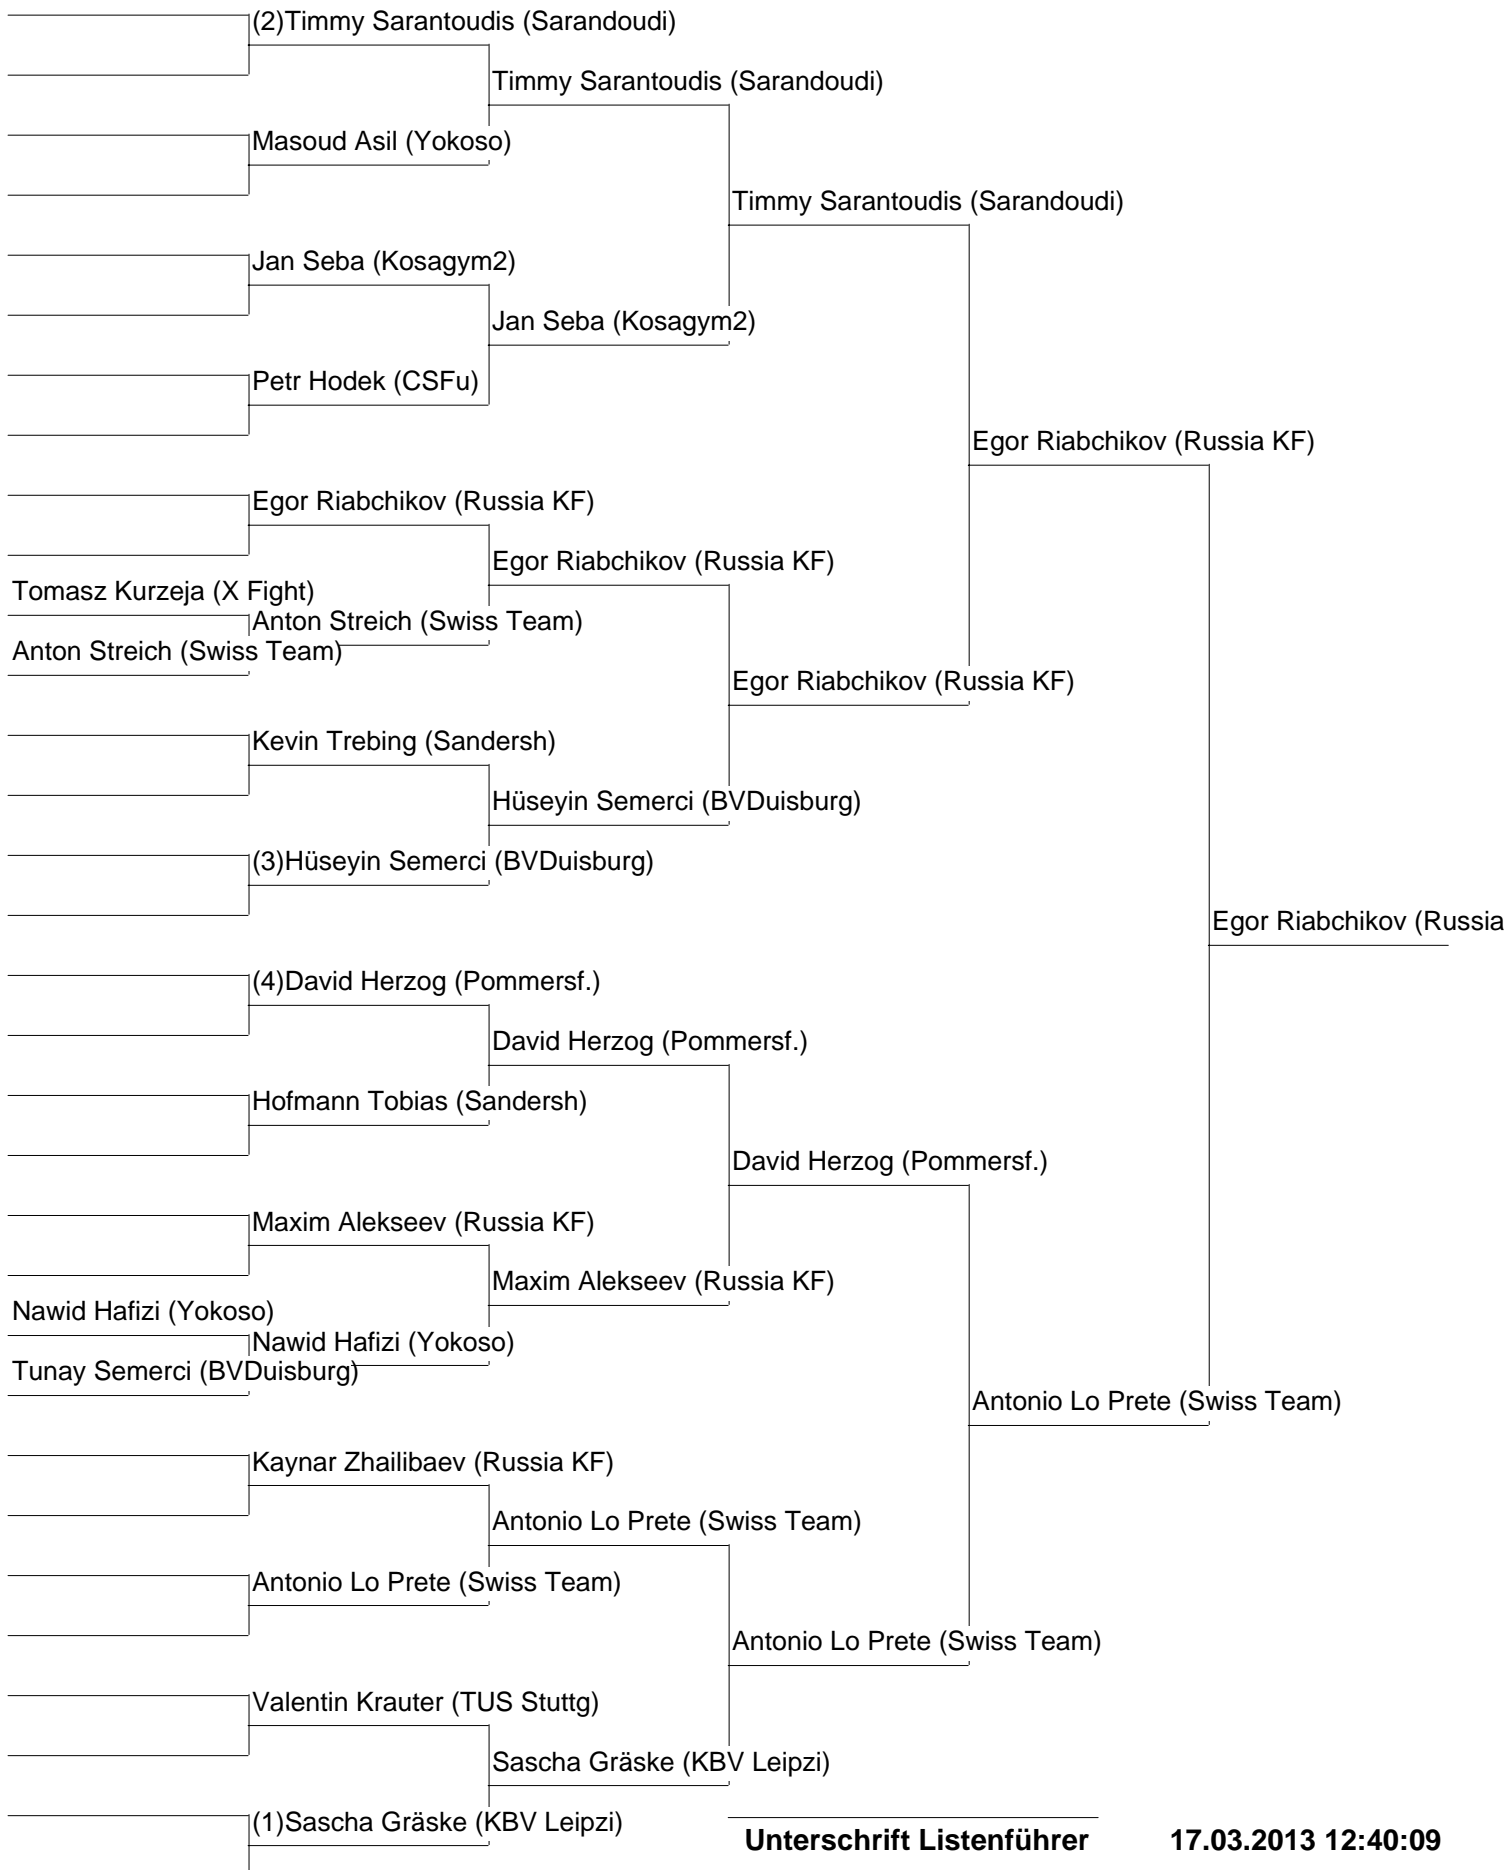 (2)Timmy Sarantoudis (Sarandoudi)
Timmy Sarantoudis (Sarandoudi)
Masoud Asil (Yokoso)
Timmy Sarantoudis (Sarandoudi)
Jan Seba (Kosagym2)
Jan Seba (Kosagym2)
Petr Hodek (CSFu)
Egor Riabchikov (Russia KF)
Egor Riabchikov (Russia KF)
Egor Riabchikov (Russia KF)
Tomasz Kurzeja (X Fight)
Anton Streich (Swiss Team)
Anton Streich (Swiss Team)
Egor Riabchikov (Russia KF)
Kevin Trebing (Sandersh)
Hüseyin Semerci (BVDuisburg)
(3)Hüseyin Semerci (BVDuisburg)
Egor Riabchikov (Russia
(4)David Herzog (Pommersf.)
David Herzog (Pommersf.)
Hofmann Tobias (Sandersh)
David Herzog (Pommersf.)
Maxim Alekseev (Russia KF)
Maxim Alekseev (Russia KF)
Nawid Hafizi (Yokoso)
Nawid Hafizi (Yokoso)
Tunay Semerci (BVDuisburg)
Antonio Lo Prete (Swiss Team)
Kaynar Zhailibaev (Russia KF)
Antonio Lo Prete (Swiss Team)
Antonio Lo Prete (Swiss Team)
Antonio Lo Prete (Swiss Team)
Valentin Krauter (TUS Stuttg)
Sascha Gräske (KBV Leipzi)
(1)Sascha Gräske (KBV Leipzi)
Unterschrift Listenführer 17.03.2013 12:40:09